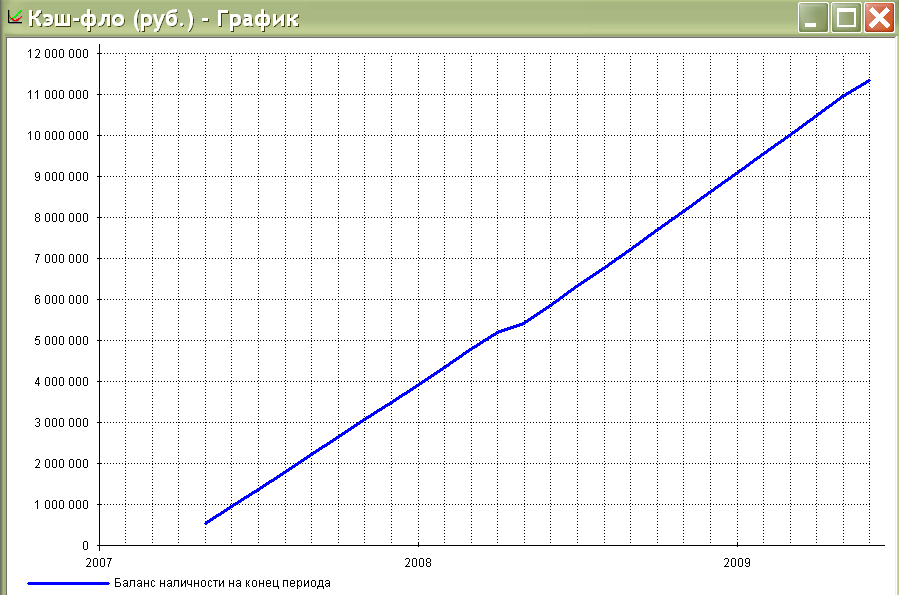 Кэш-фло (руб.) - График
12 000 000
11 000 000
10 000 000
9 000 000
8 000 000
7 000 000
6 000 000
5 000 000
4 000 000
3 000 000
2 000 000
1 000 000
0
2007 2008 2009
Баланс наличности на конец периода